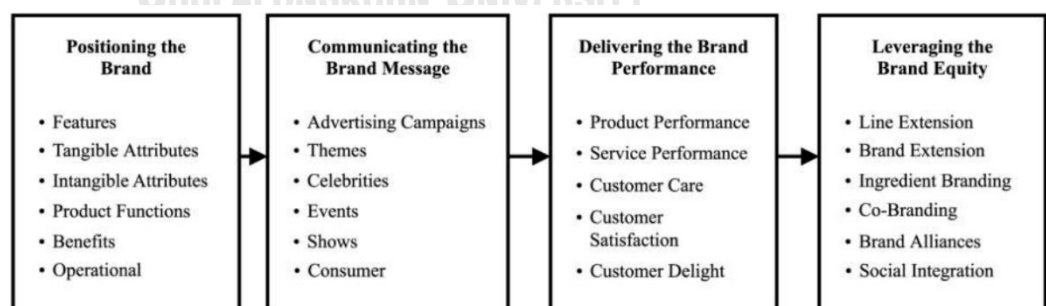 Positioning the
Brand
• Features
• Tangible Attributes
• Intangible Attributes
• Product Functions
• Benefits
• Operational
Communicating the
Brand Message
• Advertising Campaigns
• Themes
• Celebrities
• Events
• Shows
• Consumer
Delivering the Brand
Performance
• Product Performance
• Service Performance
• Customer Care
• Customer
Satisfaction
• Customer Delight
Leveraging the
Brand Equity
• Line Extension
• Brand Extension
• Ingredient Branding
• Co-Branding
• Brand Alliances
• Social Integration